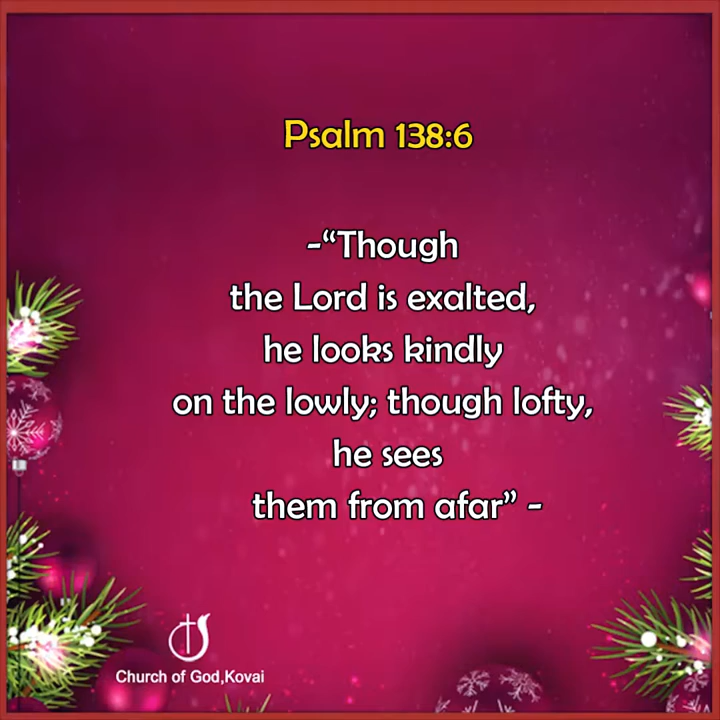 Psalm 138:6
-“Though
the Lord is exalted,
he looks kindly
on the lowly; though lofty,
he sees
them from afar” -
Church of God,Kovai